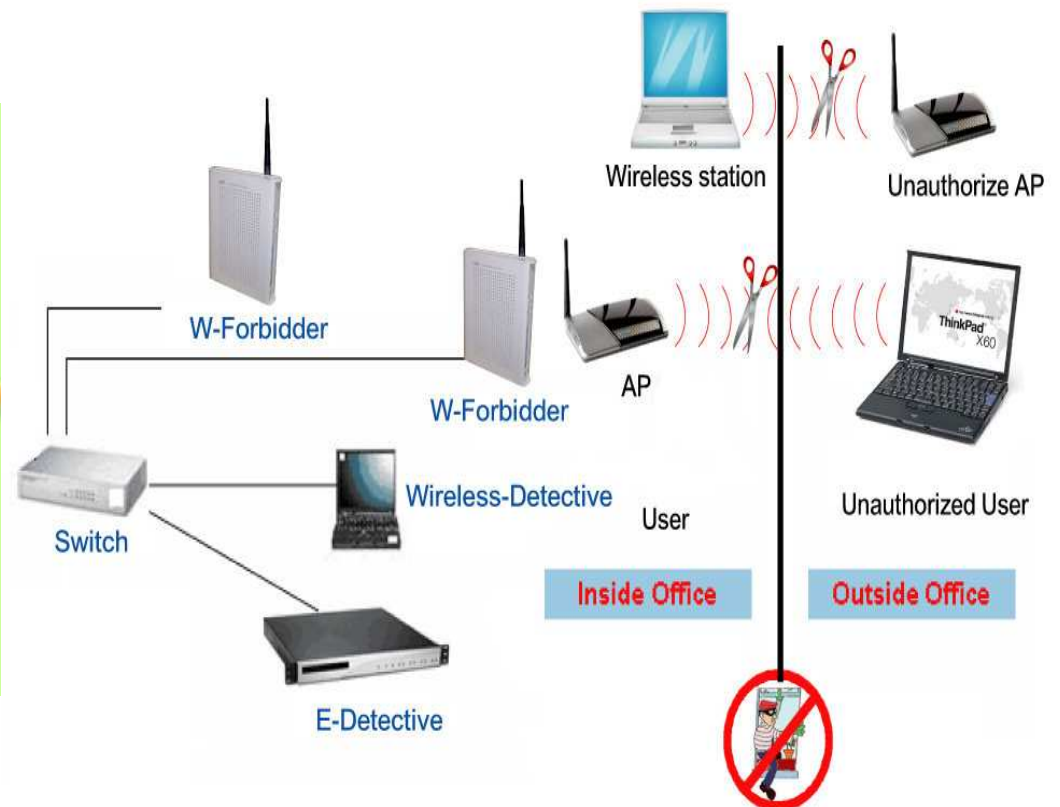 Wireless station
Unauthorize AP
W-Forbidder
ThinkPad
X60
W-Forbidder
AP
Wireless-Detective
User
Unauthorized User
Switch
Inside Office
Outside Office
E-Detective